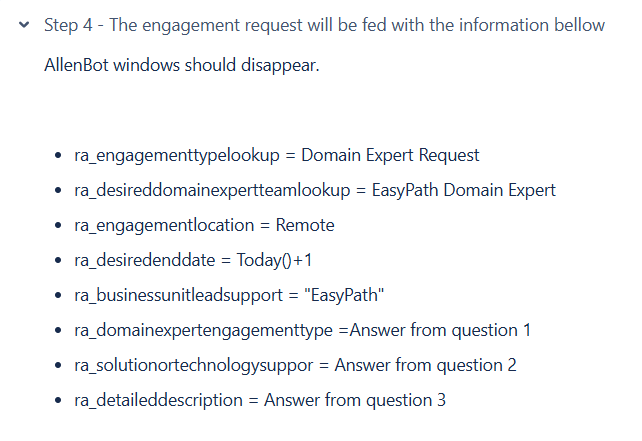 Step 4 - The engagement request will be fed with the information bellow
AllenBot windows should disappear.
• ra_engagementtypelookup = Domain Expert Request
• ra_desireddomainexpertteamlookup = EasyPath Domain Expert
• ra_engagementlocation = Remote
• ra_desiredenddate = Today()+1
• ra_businessunitleadsupport = "EasyPath"
• ra_domainexpertengagementtype =Answer from question 1
• ra_solutionortechnologysuppor = Answer from question 2
• ra_detaileddescription = Answer from question 3